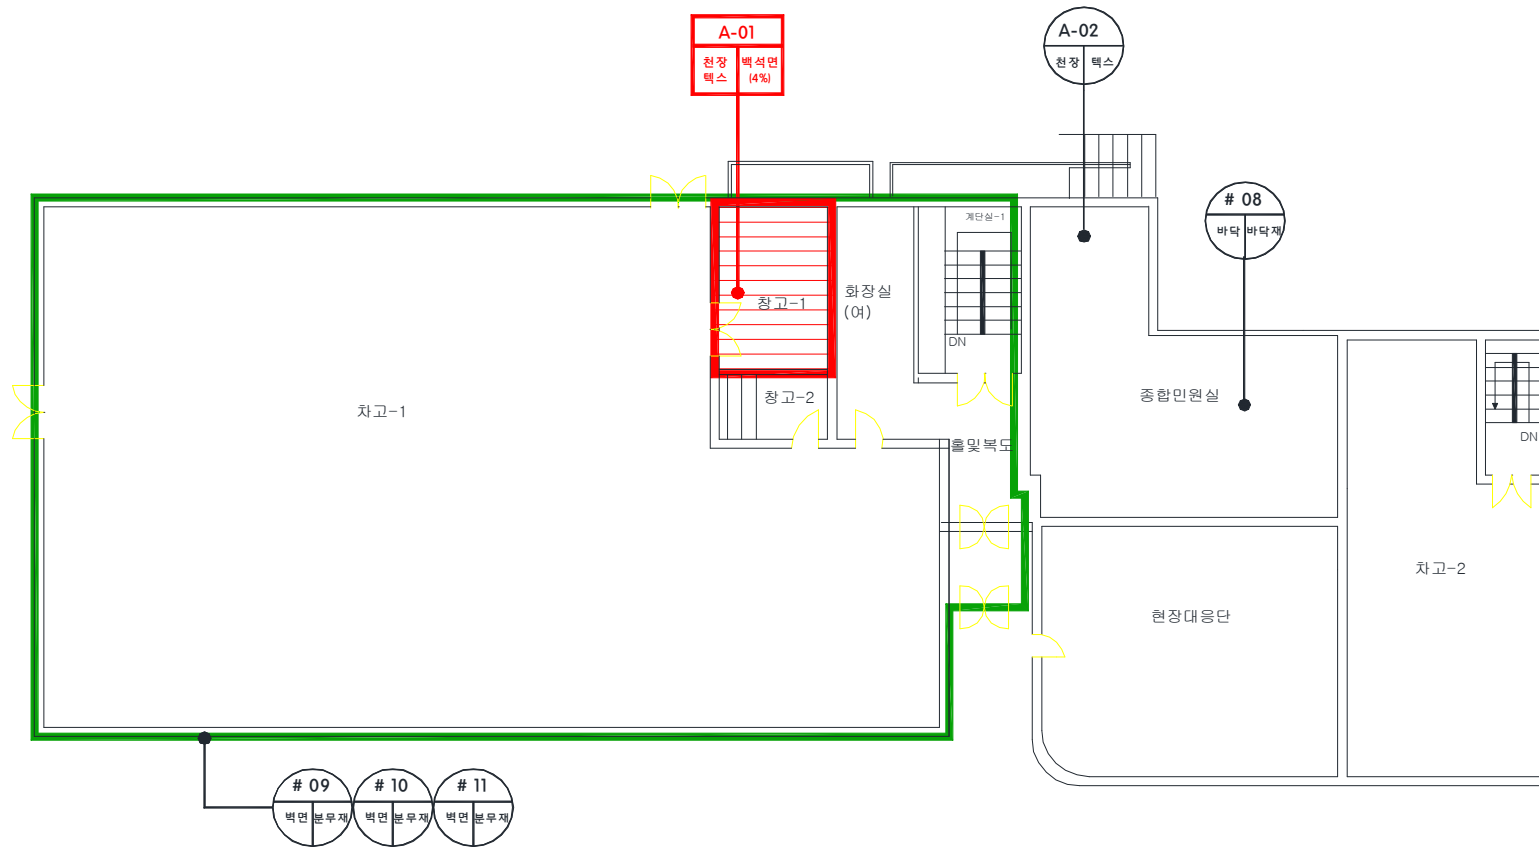 A-01
천장 텍스
백석면 (4%)
A-02
천장 텍스
# 08
바닥 바닥재
계단실-1
창고-1
화장실
(여)
DN
창고-2
차고-1
종합민원실
홀및복도
DN
차고-2
현장대응단
# 09
벽면 분무재
# 10
벽면 분무재
# 11
벽면 분무재